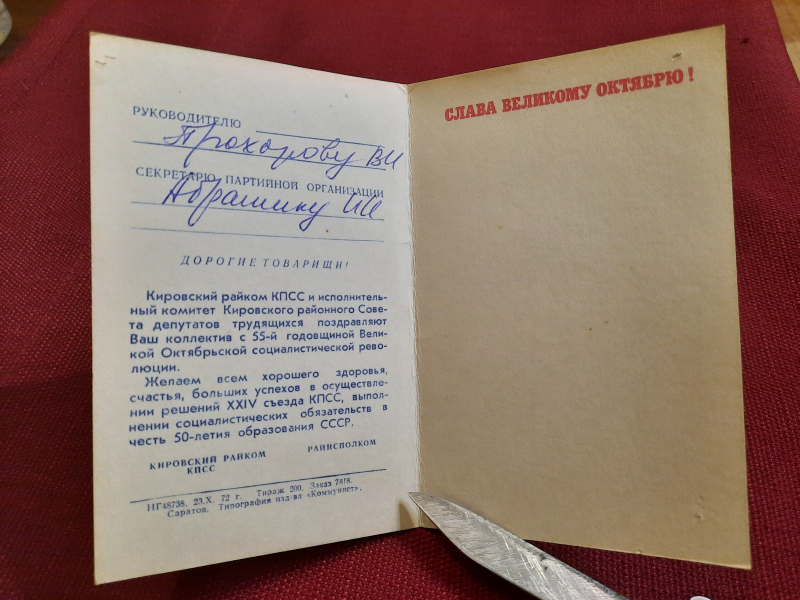 РУКОВОДИТЕЛЮ
Прохорову ВИ
СЕКРЕТАРЮ ПАРТИЙНОЙ ОРГАНИЗАЦИИ
Абрашину ИИ
ДОРОГИЕ ТОВАРИЩИ!
Кировский райком КПСС и исполнитель-
ный комитет Кировского районного Сове-
та депутатов трудящихся поздравляют
Ваш коллектив с 55-й годовщиной Вели-
кой Октябрьской социалистической рево-
люции.
Желаем всем хорошего здоровья,
счастья, больших успехов в осуществле-
нии решений XXIV съезда КПСС, выпол-
нении социалистических обязательств в
честь 50-летия образования СССР.
КИРОВСКИЙ РАЙКОМ РАЙИСПОЛКОМ
КПСС
НГ48738. 23.X. 72 г. Тираж 200. Заказ 7818.
Саратов. Типография изд-ва «Коммунист».
СЛАВА ВЕЛИКОМУ ОКТЯБРЮ!